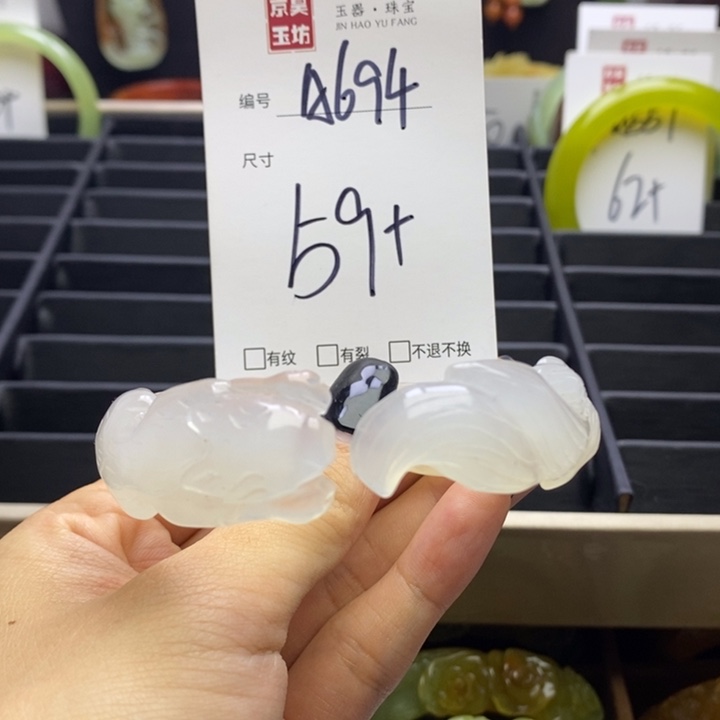 京昊
玉坊
玉器·珠宝
JIN HAO YU FANG
编号 A694
尺寸
59+
□有纹 □有裂 □不退不换
62+